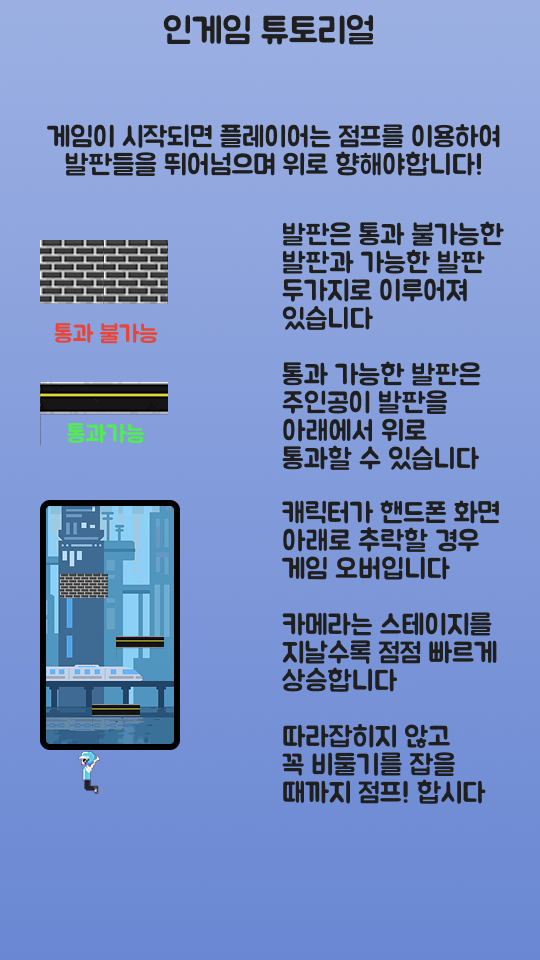 인게임 튜토리얼
게임이 시작되면 플레이어는 점프를 이용하여
발판들을 뛰어넘으며 위로 향해야합니다!
통과 불가능
통과가능
발판은 통과 불가능한
발판과 가능한 발판
두가지로 이루어져
있습니다
통과 가능한 발판은
주인공이 발판을
아래에서 위로
통과할 수 있습니다
캐릭터가 핸드폰 화면
아래로 추락할 경우
게임 오버입니다
카메라는 스테이지를
지날수록 점점 빠르게
상승합니다
따라잡히지 않고
꼭 비둘기를 잡을
때까지 점프! 합시다